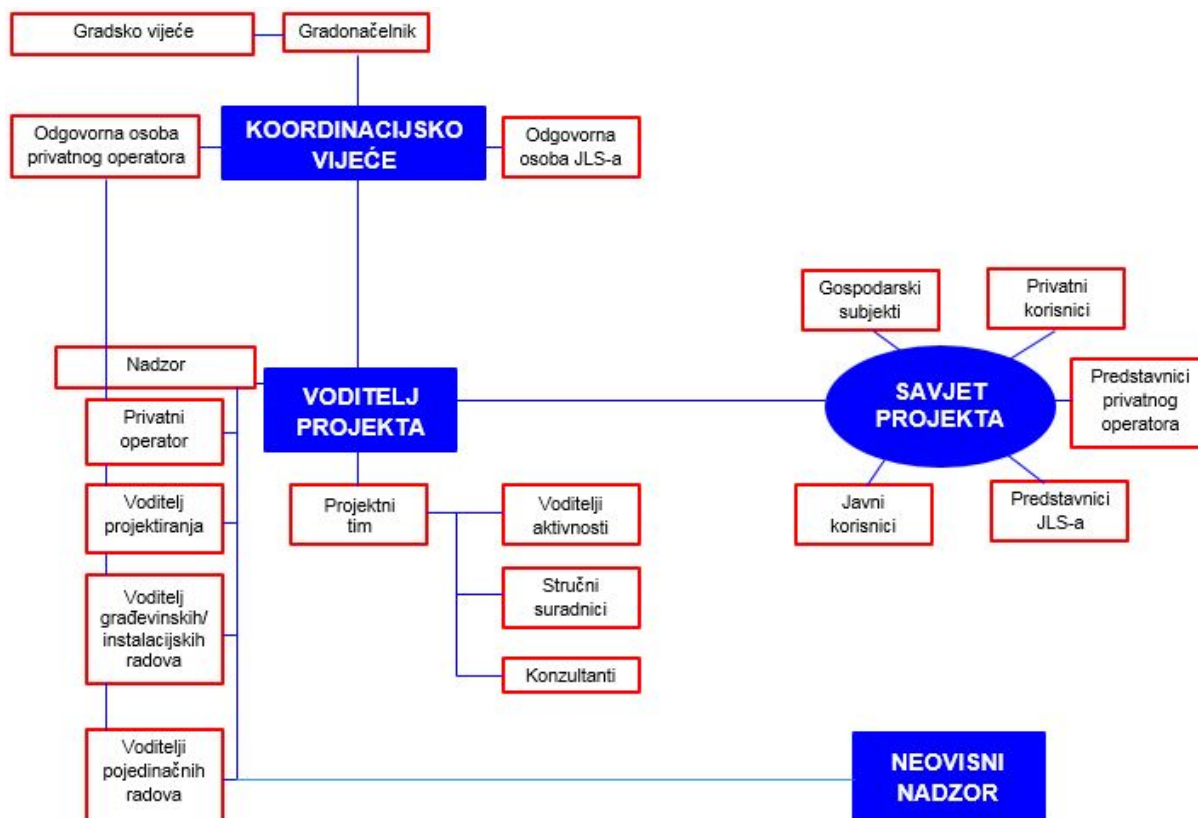 Gradsko vijeće
Gradonačelnik
Odgovorna osoba
privatnog operatora
KOORDINACIJSKO
VIJEĆE
Odgovorna
osoba JLS-a
Gospodarski
subjekti
Privatni
korisnici
Nadzor
VODITELJ
PROJEKTA
SAVJET
PROJEKTA
Predstavnici
privatnog
operatora
Privatni
operator
Voditelj
projektiranja
Projektni
tim
Voditelji
aktivnosti
Javni
korisnici
Predstavnici
JLS-a
Voditelj
građevinskih/
instalacijskih
radova
Stručni
suradnici
Konzultanti
Voditelji
pojedinačnih
radova
NEOVISNI
NADZOR